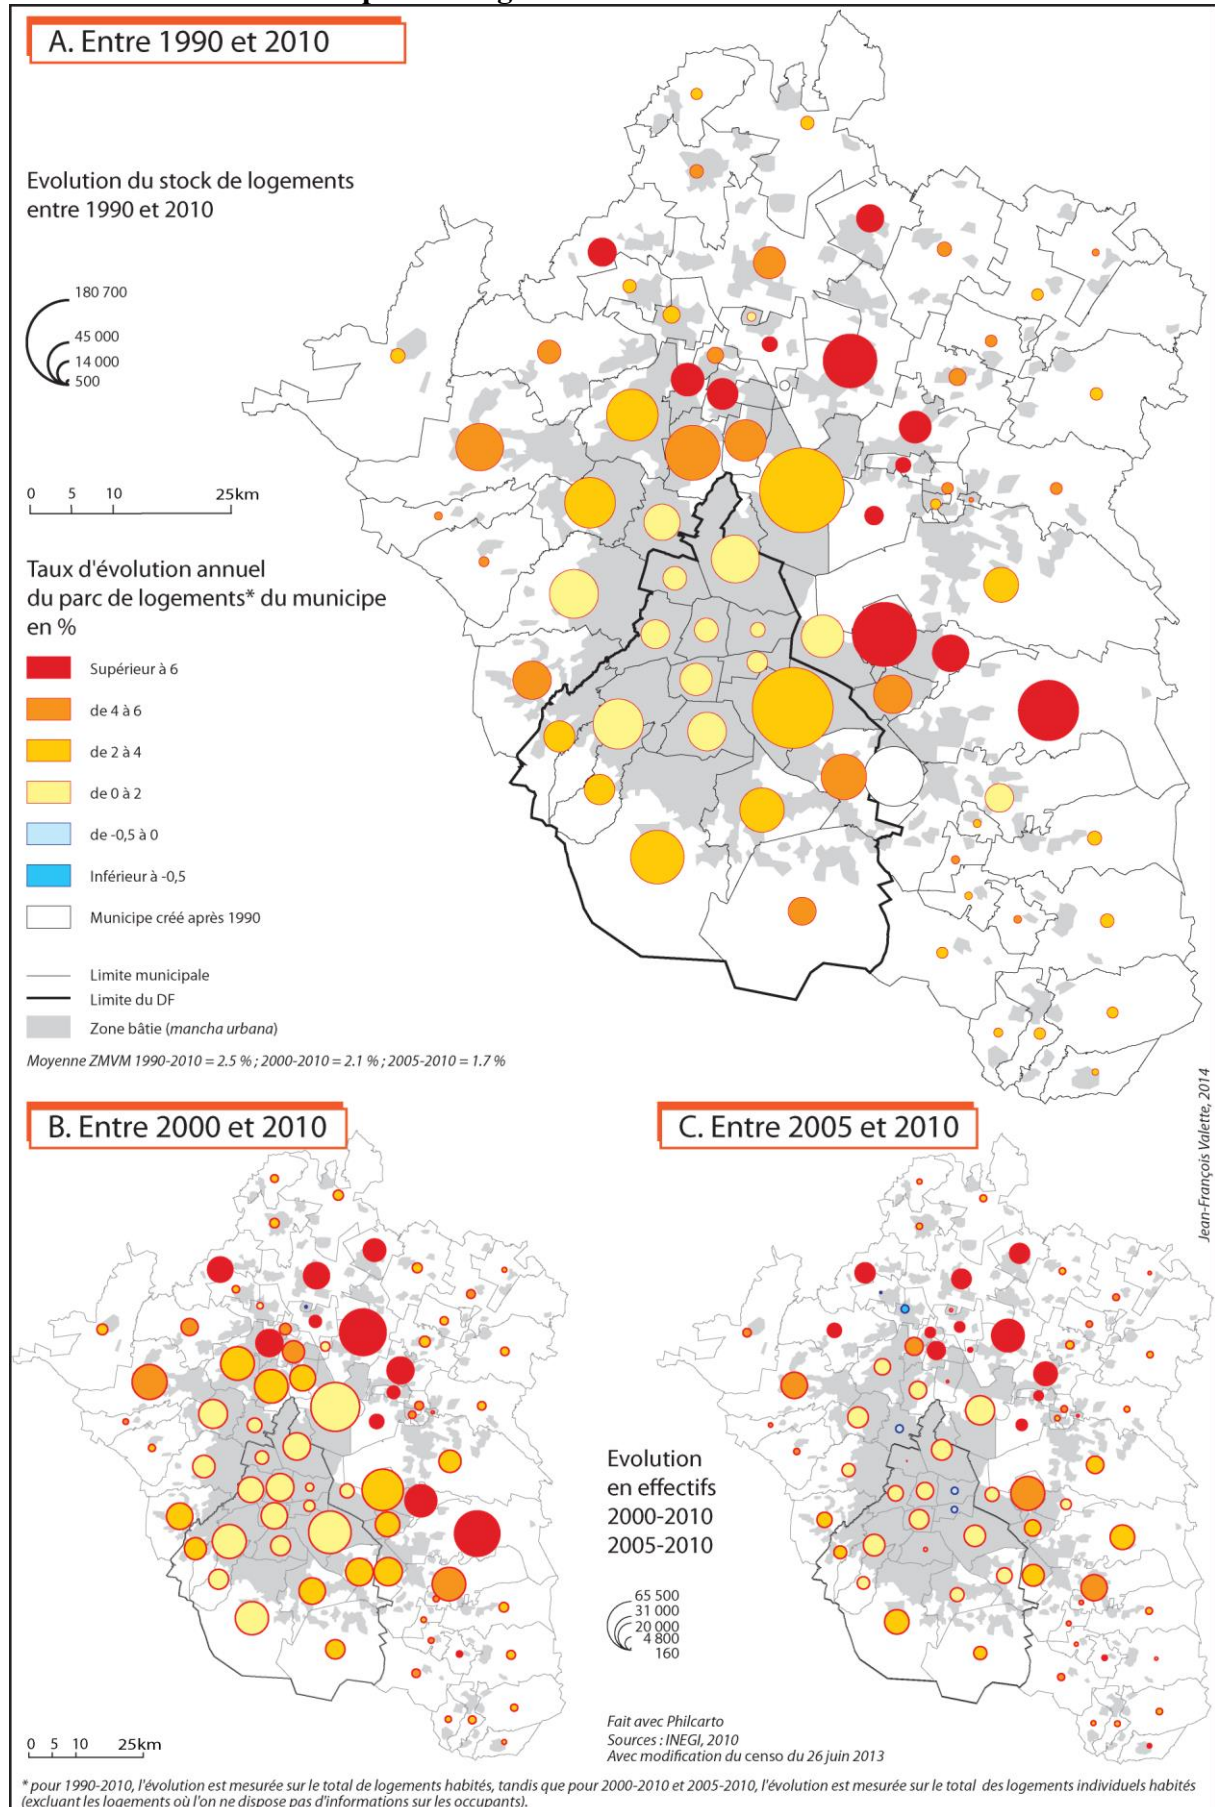 A. Entre 1990 et 2010
Evolution du stock de logements
entre 1990 et 2010
180 700
45 000
14 000
500
0 5 10 25km
Taux d'évolution annuel
du parc de logements* du municipe
en %
Supérieur à 6
de 4 à 6
de 2 à 4
de 0 à 2
de -0,5 à 0
Inférieur à -0,5
Municipe créé après 1990
Limite municipale
Limite du DF
Zone bâtie (mancha urbana)
Moyenne ZMVM 1990-2010 = 2.5 % ; 2000-2010 = 2.1 % ; 2005-2010 = 1.7 %
Jean-François Valette, 2014
B. Entre 2000 et 2010
C. Entre 2005 et 2010
Evolution
en effectifs
2000-2010
2005-2010
65 500
31 000
20 000
4 800
160
0 5 10 25km
Fait avec Philcarto
Sources : INEGI, 2010
Avec modification du censo du 26 juin 2013
* pour 1990-2010, l'évolution est mesurée sur le total de logements habités, tandis que pour 2000-2010 et 2005-2010, l'évolution est mesurée sur le total des logements individuels habités
(excluant les logements où l'on ne dispose pas d'informations sur les occupants).